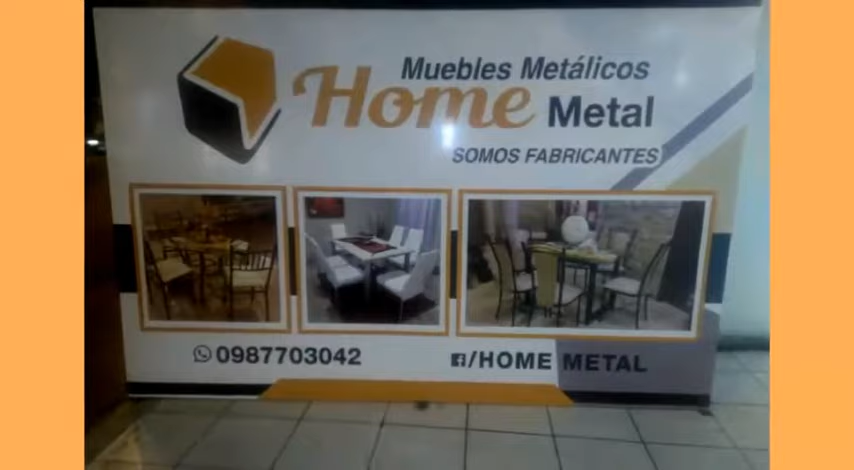 Muebles Metálicos
Home Metal
SOMOS FABRICANTES
0987703042
/HOME METAL